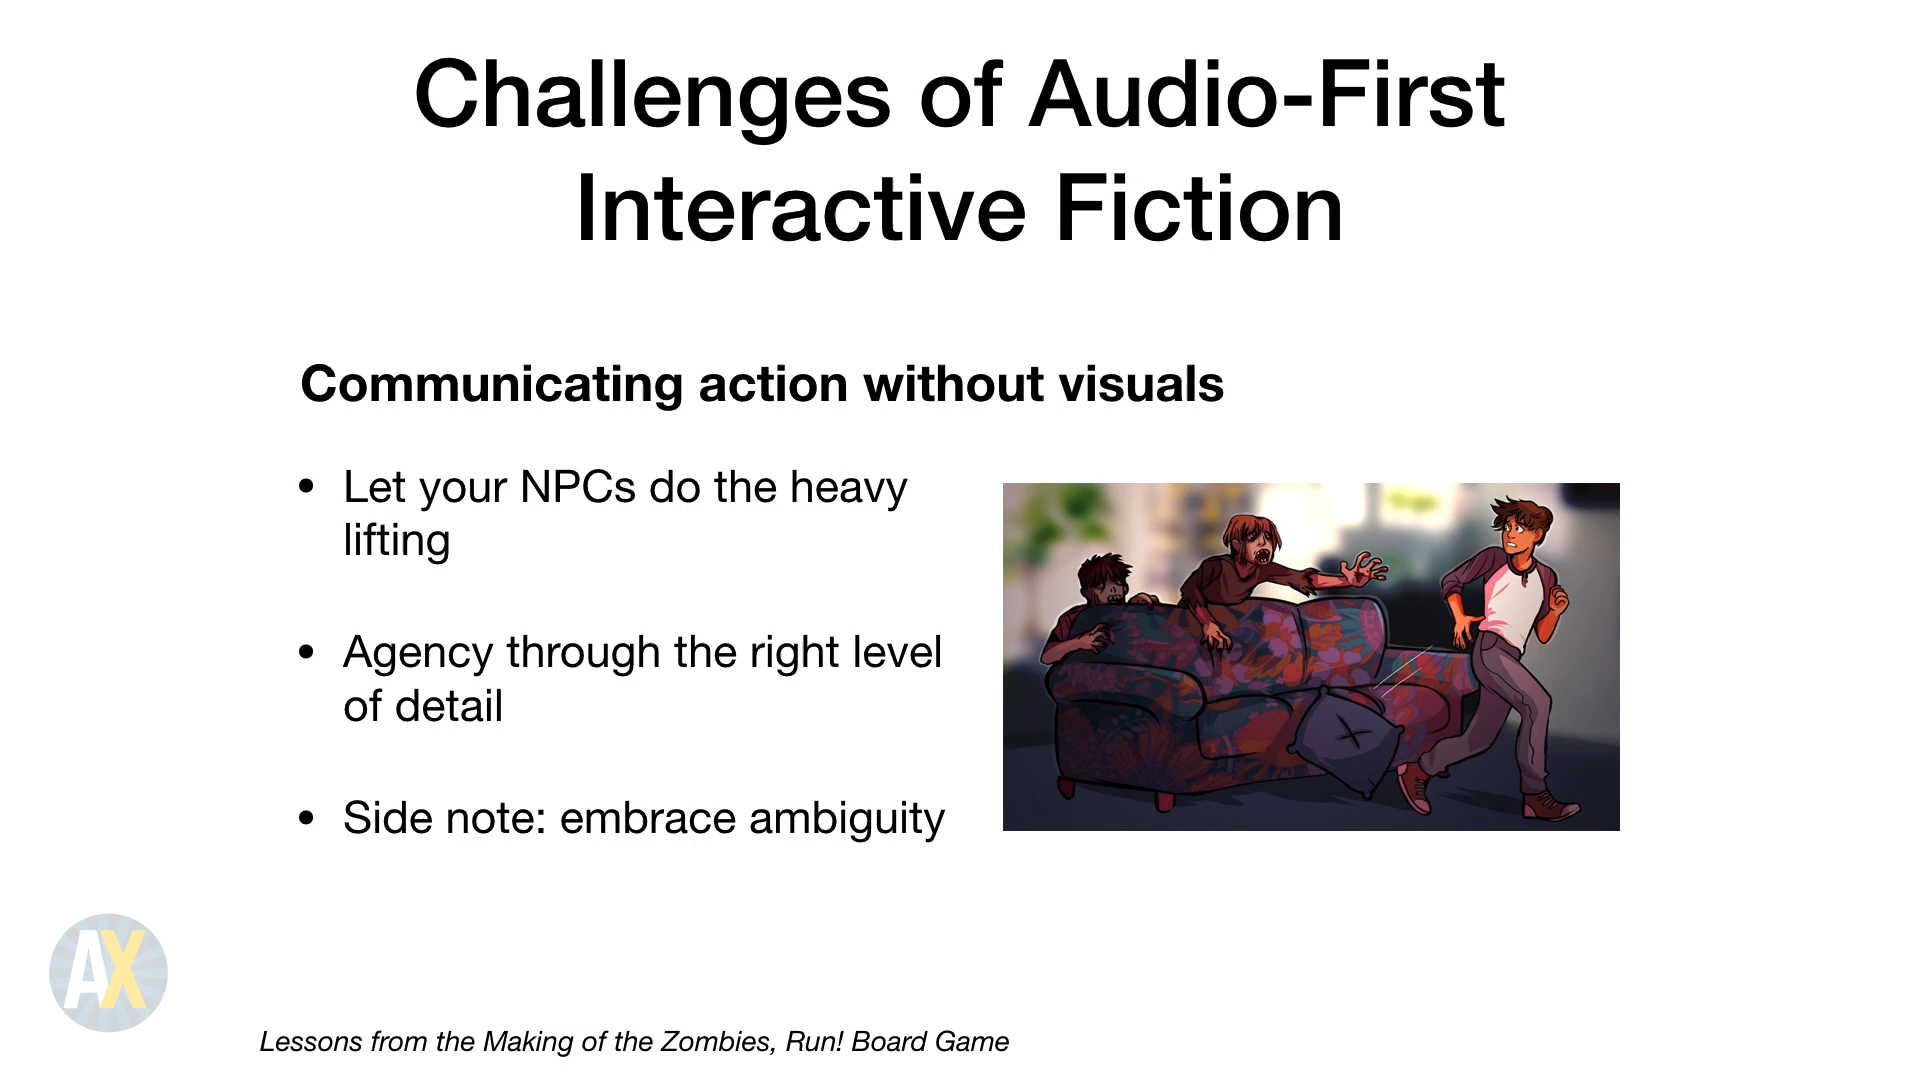 Challenges of Audio-First
Interactive Fiction
Communicating action without visuals
• Let your NPCs do the heavy
lifting
• Agency through the right level
of detail
• Side note: embrace ambiguity
AX
Lessons from the Making of the Zombies, Run! Board Game